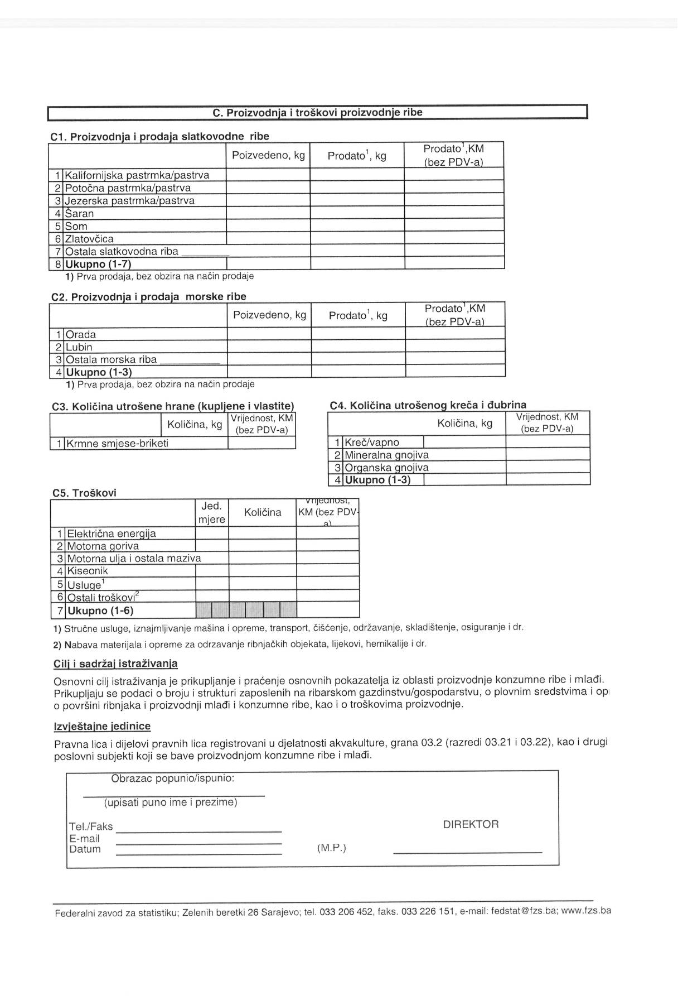 C. Proizvodnja i troškovi proizvodnje ribe
C1. Proizvodnja i prodaja slatkovodne ribe
Poizvedeno, kg Prodato¹, kg Prodato¹,KM (bez PDV-a)
1 Kalifornijska pastrmka/pastrva
2 Potočna pastrmka/pastrva
3 Jezerska pastrmka/pastrva
4 Šaran
5 Som
6 Zlatovčica
7 Ostala slatkovodna riba
8 Ukupno (1-7)
1) Prva prodaja, bez obzira na način prodaje
C2. Proizvodnja i prodaja morske ribe
Poizvedeno, kg Prodato¹, kg Prodato¹,KM (bez PDV-a)
1 Orada
2 Lubin
3 Ostala morska riba
4 Ukupno (1-3)
1) Prva prodaja, bez obzira na način prodaje
C3. Količina utrošene hrane (kupljene i vlastite)
Količina, kg Vrijednost, KM (bez PDV-a)
1 Krmne smjese-briketi
C4. Količina utrošenog kreča i đubrina
Količina, kg Vrijednost, KM (bez PDV-a)
1 Kreč/vapno
2 Mineralna gnojiva
3 Organska gnojiva
4 Ukupno (1-3)
C5. Troškovi
Jed. mjere Količina Vrijednost, KM (bez PDV-a)
1 Električna energija
2 Motorna goriva
3 Motorna ulja i ostala maziva
4 Kiseonik
5 Usluge¹
6 Ostali troškovi²
7 Ukupno (1-6)
1) Stručne usluge, iznajmljivanje mašina i opreme, transport, čišćenje, održavanje, skladištenje, osiguranje i dr.
2) Nabava materijala i opreme za odrzavanje ribnjačkih objekata, lijekovi, hemikalije i dr.
Cilj i sadržaj istraživanja
Osnovni cilj istraživanja je prikupljanje i praćenje osnovnih pokazatelja iz oblasti proizvodnje konzumne ribe i mlađi.
Prikupljaju se podaci o broju i strukturi zaposlenih na ribarskom gazdinstvu/gospodarstvu, o plovnim sredstvima i op
o površini ribnjaka i proizvodnji mlađi i konzumne ribe, kao i o troškovima proizvodnje.
Izvještajne jedinice
Pravna lica i dijelovi pravnih lica registrovani u djelatnosti akvakulture, grana 03.2 (razredi 03.21 i 03.22), kao i drugi
poslovni subjekti koji se bave proizvodnjom konzumne ribe i mlađi.
Obrazac popunio/ispunio:
(upisati puno ime i prezime)
Tel./Faks
E-mail
Datum
(M.P.)
DIREKTOR
Federalni zavod za statistiku; Zelenih beretki 26 Sarajevo; tel. 033 206 452, faks. 033 226 151, e-mail: fedstat@fzs.ba; www.fzs.ba